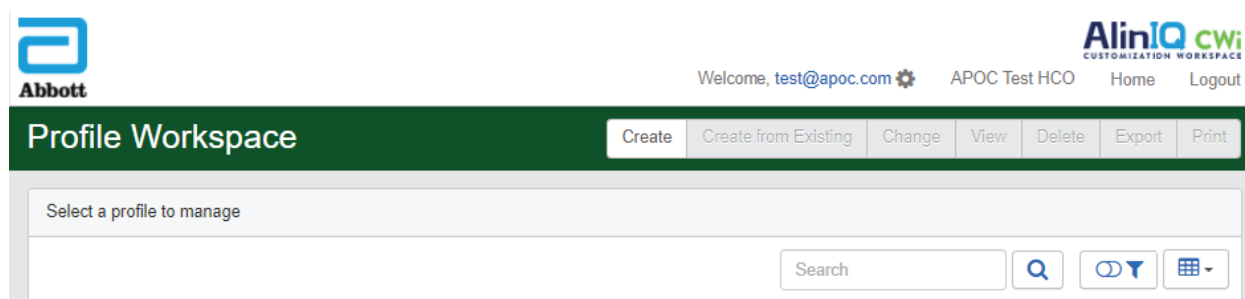 AlinIQ CWi
CUSTOMIZATION WORKSPACE
Abbott
Welcome, test@apoc.com APOC Test HCO Home Logout
Profile Workspace Create Create from Existing Change View Delete Export Print
Select a profile to manage
Search